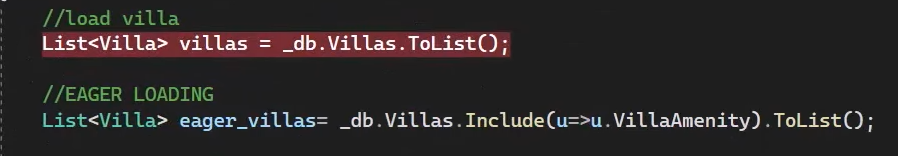 //load villa
List<Villa> villas = _db.Villas.ToList();
//EAGER LOADING
List<Villa> eager_villas= _db.Villas.Include(u=>u.VillaAmenity).ToList();